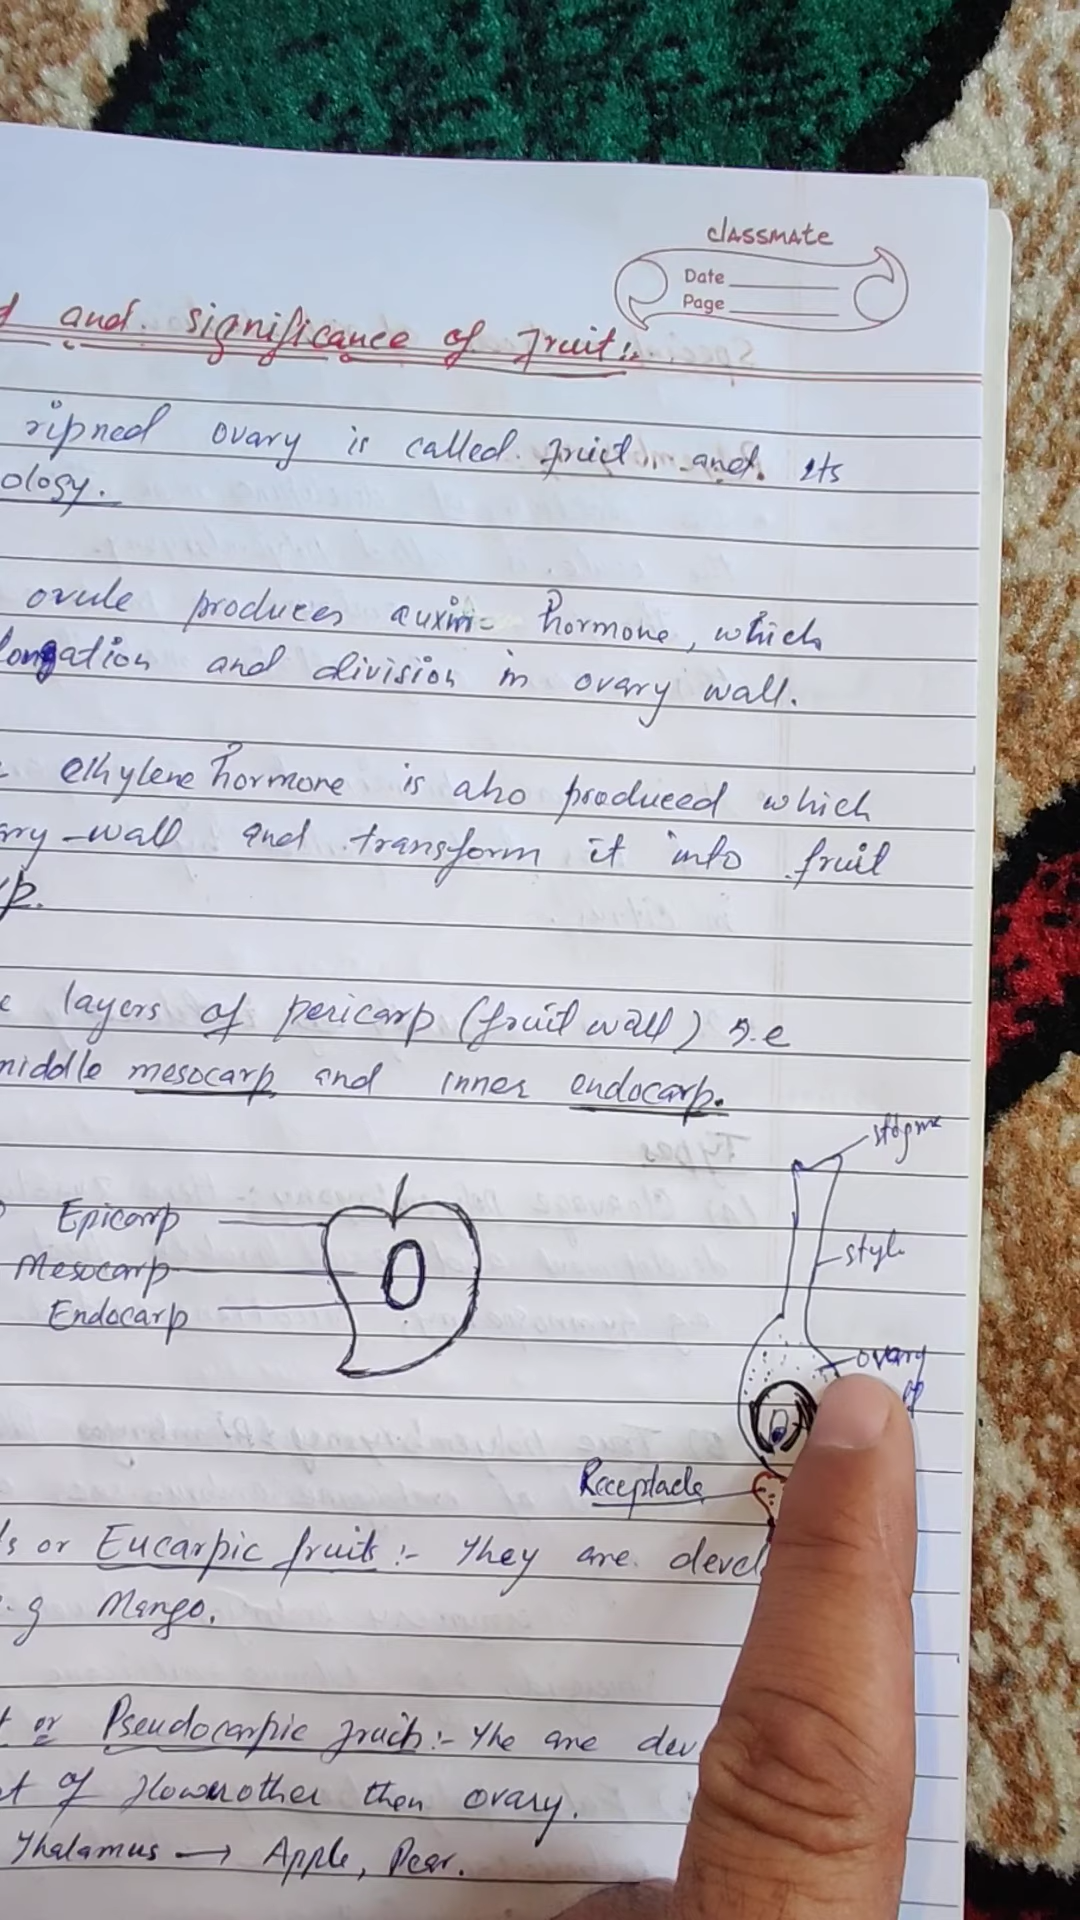 classmate
Date
Page
and significance of Fruit:.
ripned ovary is called. fruit and. its
ology.
ovule produces auxin hormone, which
longation and division in ovary wall.
ethylene hormone is also produced which
ary-wall and transform it into fruit
layers of pericarp (fruit wall) i.e
middle mesocarp and inner endocarp.
stigma
Epicarp
style
Mesocarp
Endocarp
ovary
Receptacle
or Eucarpic fruit :- They are. devel
e.g Mango.
or Pseudocarpic fruit :- The are dev
of flower other then ovary.
Thalamus → Apple, Pear.